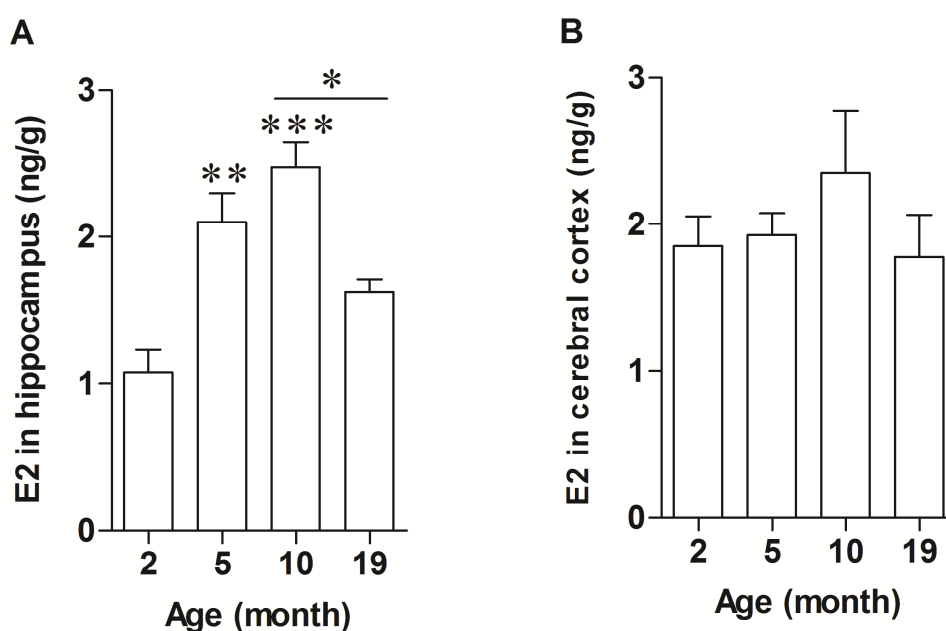 A
E2 in hippocampus (ng/g)
3
2
1
0
*
**
***
2 5 10 19
Age (month)
B
E2 in cerebral cortex (ng/g)
3
2
1
0
2 5 10 19
Age (month)